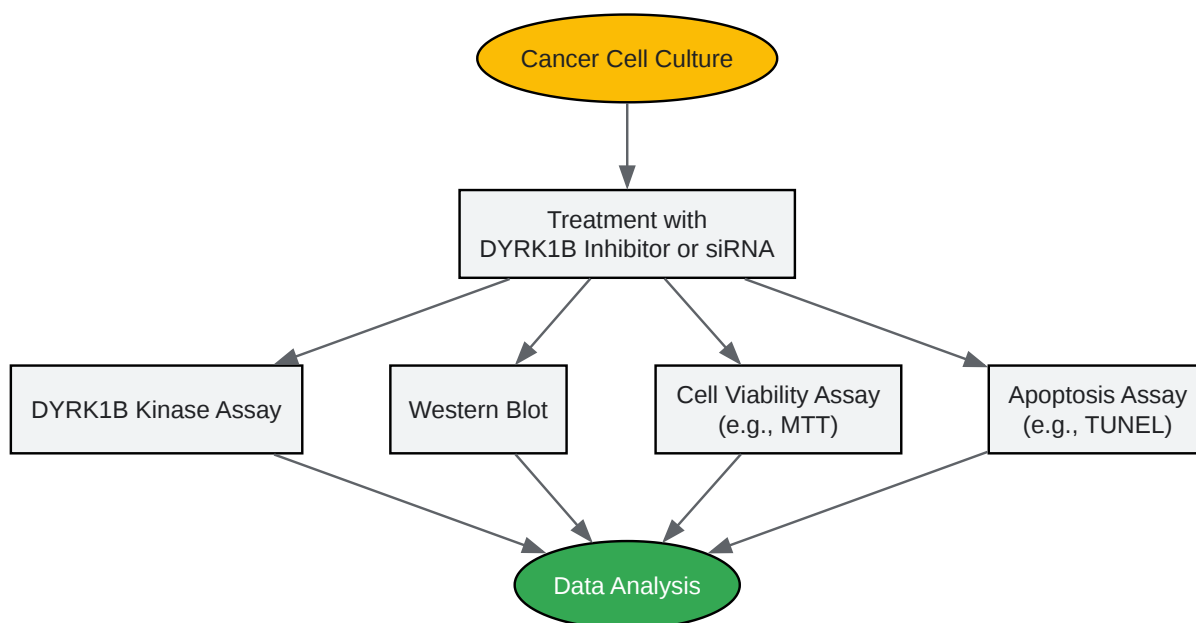 Cancer Cell Culture
Treatment with
DYRK1B Inhibitor or siRNA
DYRK1B Kinase Assay
Western Blot
Cell Viability Assay
(e.g., MTT)
Apoptosis Assay
(e.g., TUNEL)
Data Analysis